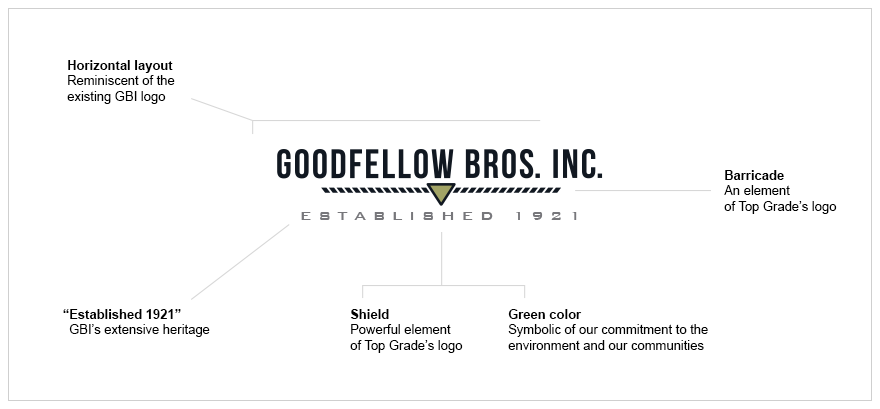 Horizontal layout
Reminiscent of the
existing GBI logo
GOODFELLOW BROS. INC.
ESTABLISHED 1921
Barricade
An element
of Top Grade's logo
“Established 1921”
GBI's extensive heritage
Shield
Powerful element
of Top Grade's logo
Green color
Symbolic of our commitment to the
environment and our communities